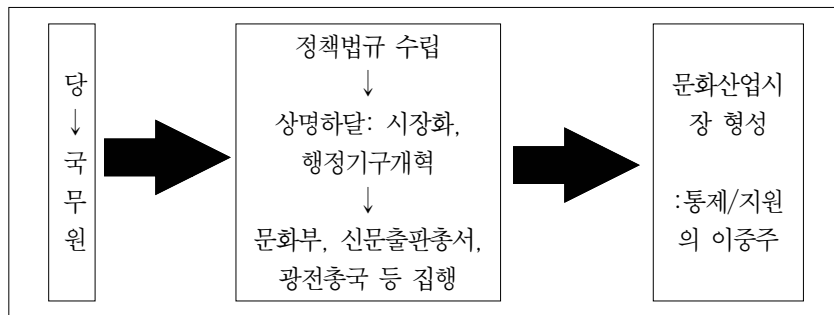 당
↓
국
무
원
정책법규 수립
↓
상명하달: 시장화,
행정기구개혁
↓
문화부, 신문출판총서,
광전총국 등 집행
문화산업시
장 형성
:통제/지원
의 이중주